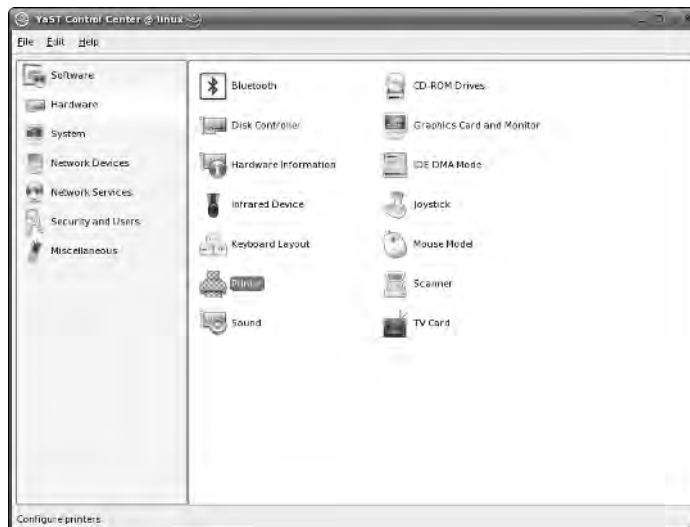 YaST Control Center @ linux
File Edit Help
Software
Hardware
System
Network Devices
Network Services
Security and Users
Miscellaneous
Bluetooth
CD-ROM Drives
Disk Controller
Graphics Card and Monitor
Hardware Information
IDE DMA Mode
Infrared Device
Joystick
Keyboard Layout
Mouse Model
Printer
Scanner
Sound
TV Card
Configure printers